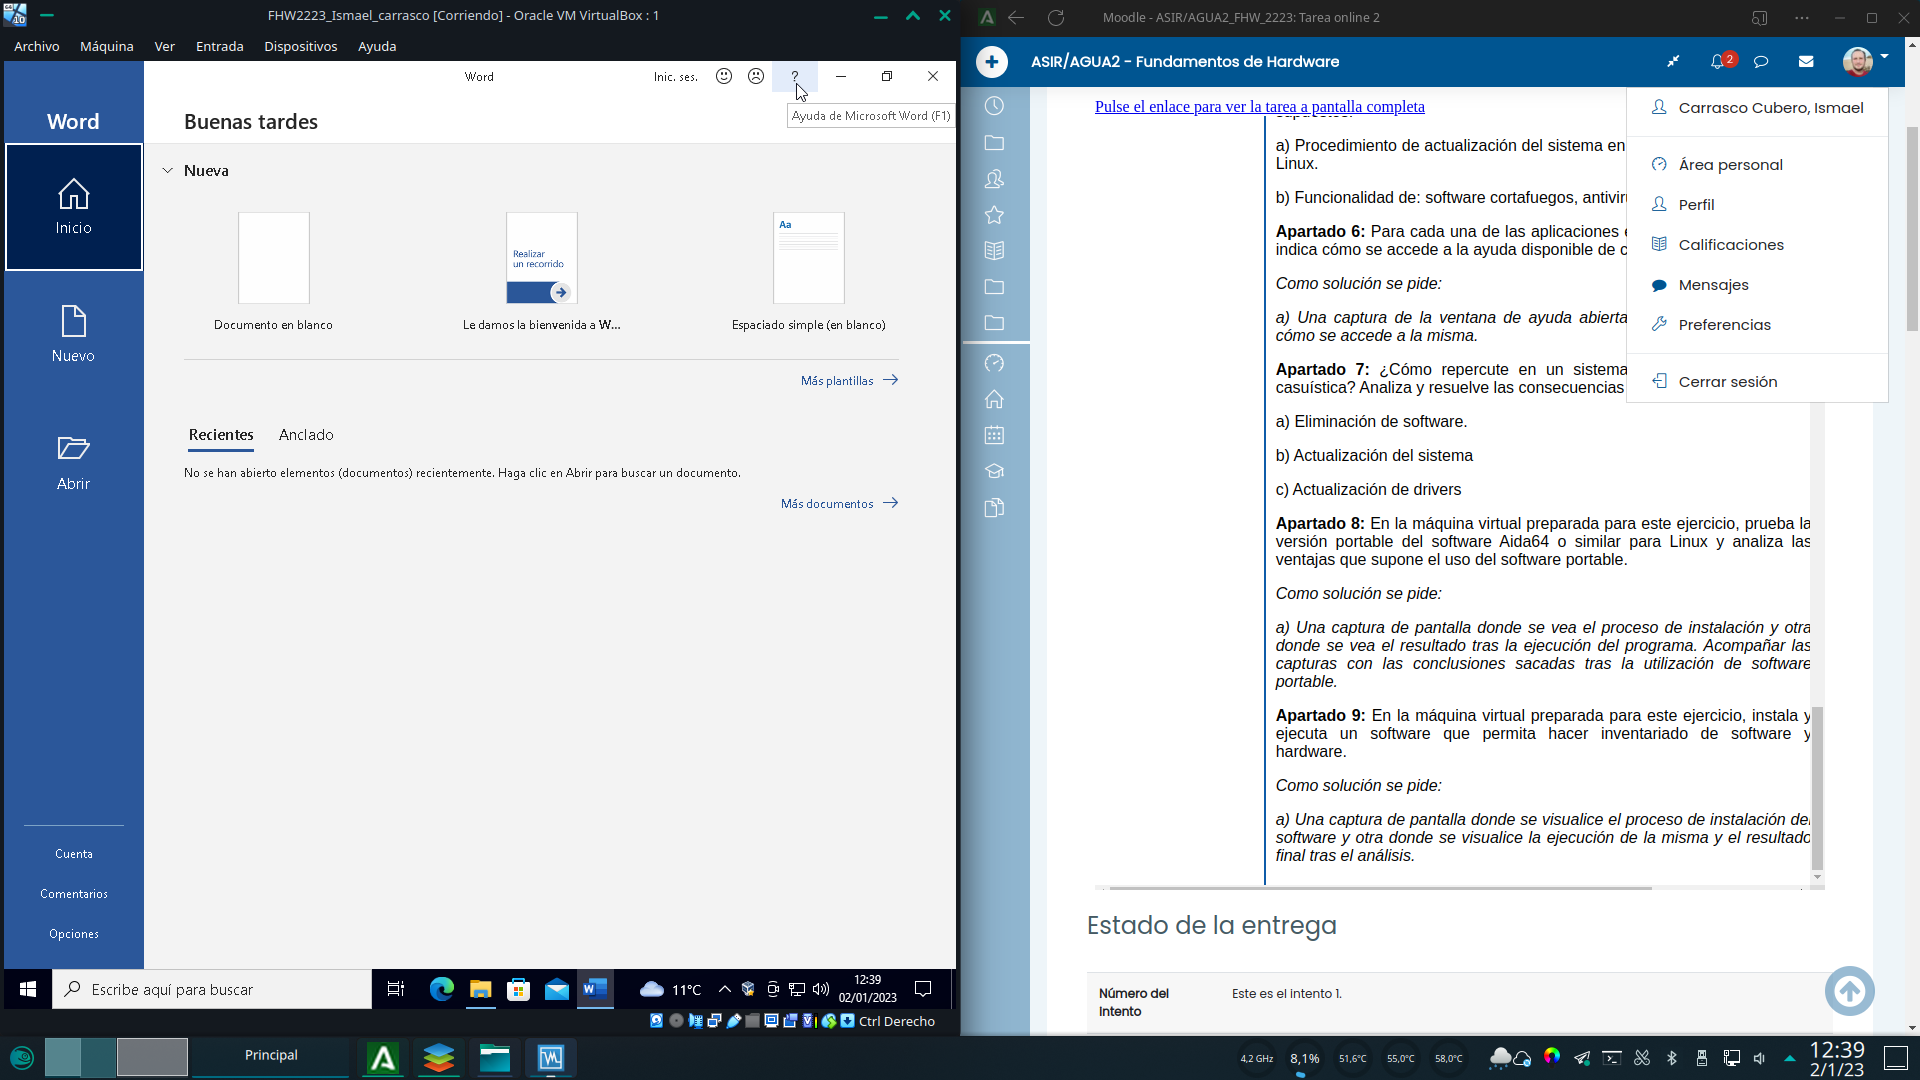 FHW2223_Ismael_carrasco [Corriendo] - Oracle VM VirtualBox : 1
Archivo Máquina Ver Entrada Dispositivos Ayuda
Word Inic. ses. ?
Ayuda de Microsoft Word (F1)
Word
Inicio
Nuevo
Abrir
Cuenta
Comentarios
Opciones
Buenas tardes
Nueva
Realizar
un recorrido
Aa
Documento en blanco
Le damos la bienvenida a W...
Espaciado simple (en blanco)
Más plantillas
Recientes Anclado
No se han abierto elementos (documentos) recientemente. Haga clic en Abrir para buscar un documento.
Más documentos
Escribe aquí para buscar
11°C
12:39
02/01/2023
Ctrl Derecho
Moodle - ASIR/AGUA2_FHW_2223: Tarea online 2
ASIR/AGUA2 - Fundamentos de Hardware
2
Pulse el enlace para ver la tarea a pantalla completa
Carrasco Cubero, Ismael
Área personal
Perfil
Calificaciones
Mensajes
Preferencias
Cerrar sesión
a) Procedimiento de actualización del sistema en
Linux.
b) Funcionalidad de: software cortafuegos, antiviru
Apartado 6: Para cada una de las aplicaciones
indica cómo se accede a la ayuda disponible de c
Como solución se pide:
a) Una captura de la ventana de ayuda abierta
cómo se accede a la misma.
Apartado 7: ¿Cómo repercute en un sistema
casuística? Analiza y resuelve las consecuencias
a) Eliminación de software.
b) Actualización del sistema
c) Actualización de drivers
Apartado 8: En la máquina virtual preparada para este ejercicio, prueba la
versión portable del software Aida64 o similar para Linux y analiza las
ventajas que supone el uso del software portable.
Como solución se pide:
a) Una captura de pantalla donde se vea el proceso de instalación y otra
donde se vea el resultado tras la ejecución del programa. Acompañar las
capturas con las conclusiones sacadas tras la utilización de software
portable.
Apartado 9: En la máquina virtual preparada para este ejercicio, instala y
ejecuta un software que permita hacer inventariado de software y
hardware.
Como solución se pide:
a) Una captura de pantalla donde se visualice el proceso de instalación del
software y otra donde se visualice la ejecución de la misma y el resultado
final tras el análisis.
Estado de la entrega
Número del
Intento
Este es el intento 1.
Principal
4,2 GHz 8,1% 51,6°C 55,0°C 58,0°C
12:39
2/1/23